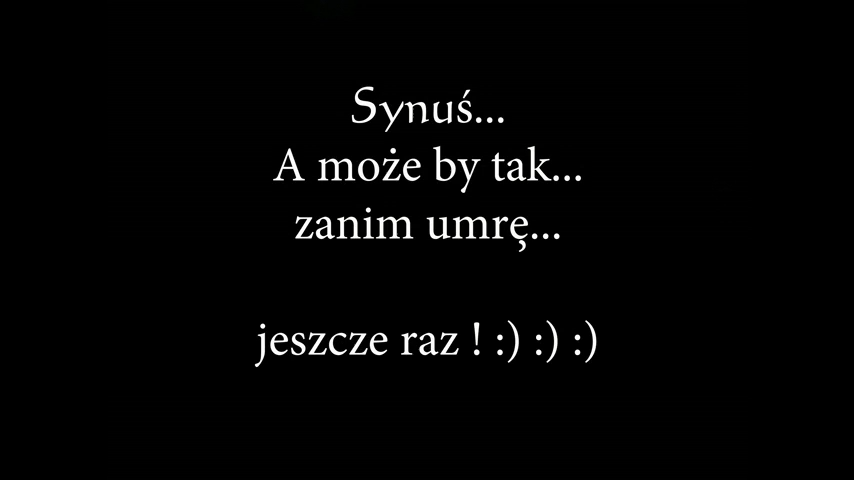 Synuś...
A może by tak...
zanim umrę...
jeszcze raz ! :) :) :)